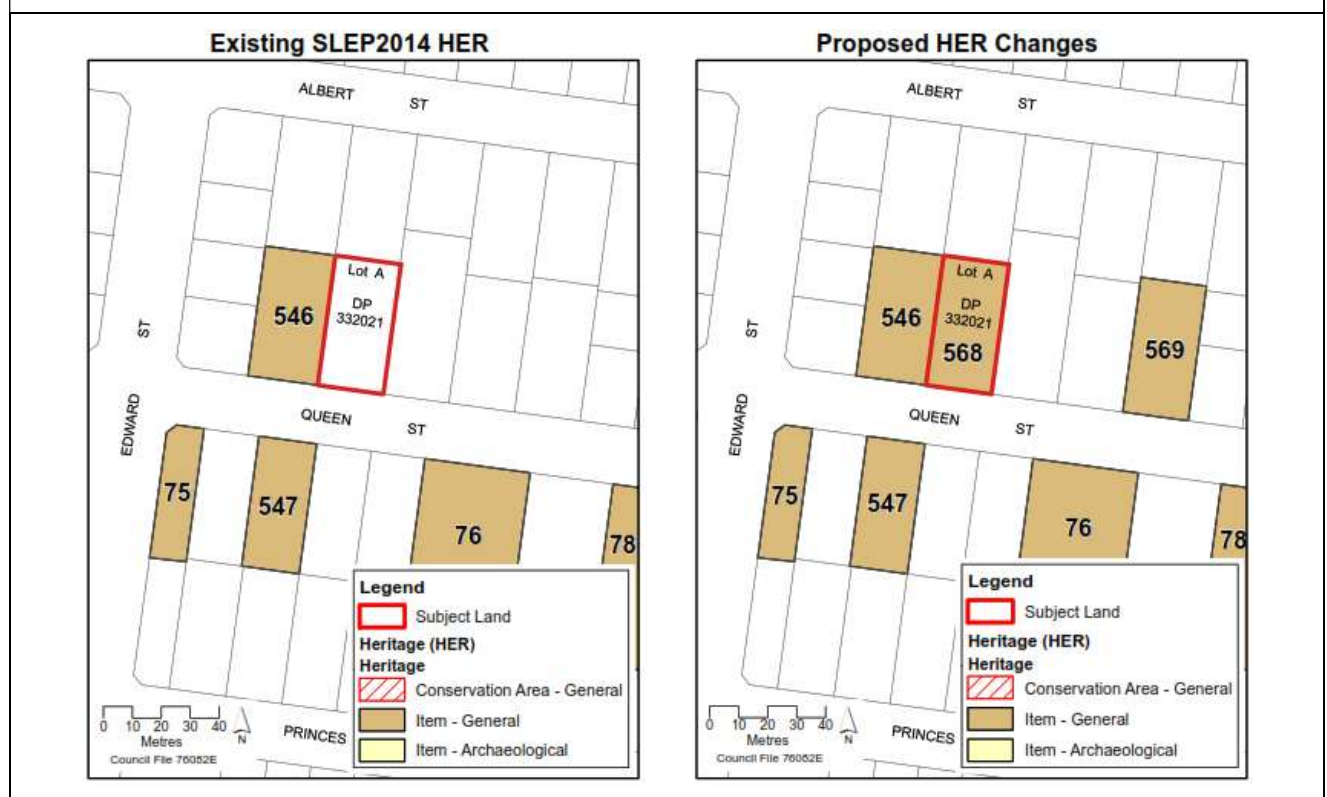 Existing SLEP2014 HER
ALBERT ST
Lot A
DP
332021
546
ST
EDWARD
QUEEN ST
75
547
76
78
PRINCES
0 10 20 30 40
Metres
N
Council File 76052E
Legend
Subject Land
Heritage (HER)
Heritage
Conservation Area - General
Item - General
Item - Archaeological
Proposed HER Changes
ALBERT ST
Lot A
DP
332021
546
568
569
ST
EDWARD
QUEEN ST
75
547
76
78
PRINCES
0 10 20 30 40
Metres
N
Council File 76052E
Legend
Subject Land
Heritage (HER)
Heritage
Conservation Area - General
Item - General
Item - Archaeological